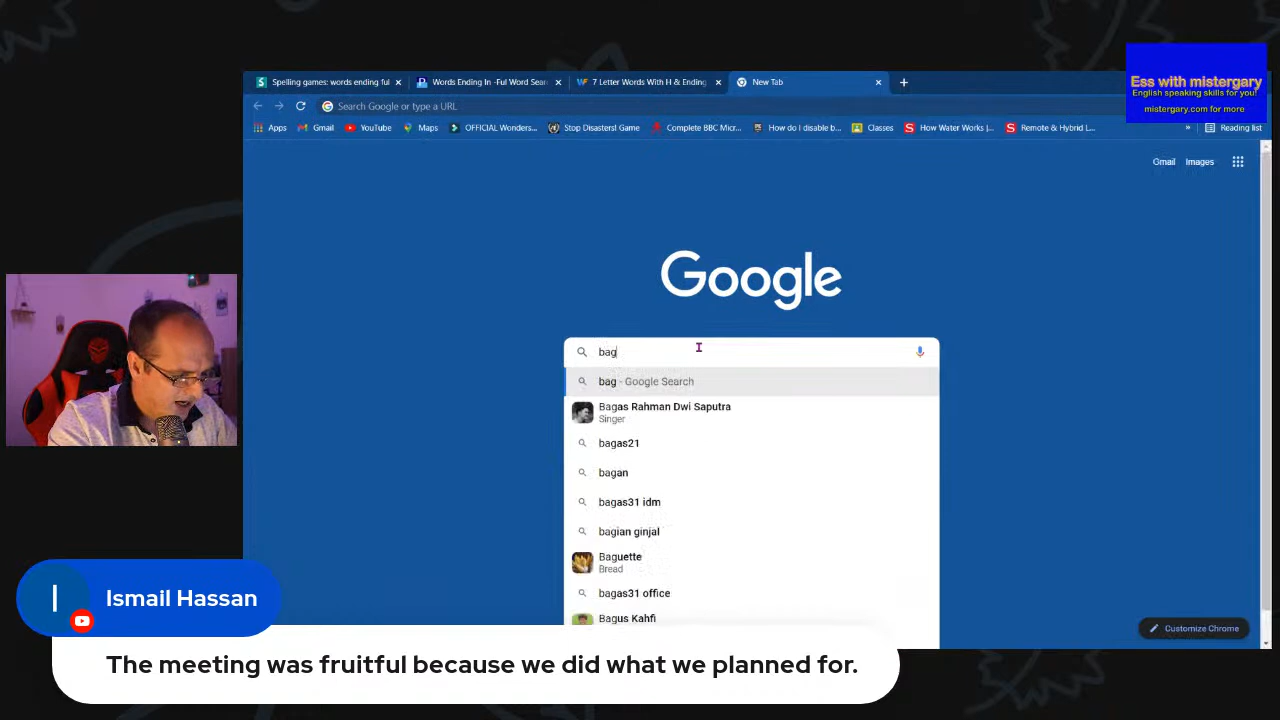 Spelling games: words ending ful
Words Ending In -Ful Word Sear
7 Letter Words With H & Ending
New Tab
Ess with mistergary
English speaking skills for you!
mistergary.com for more
Search Google or type a URL
Apps
Gmail
YouTube
Maps
OFFICIAL Wonders...
Stop Disasters! Game
Complete BBC Micr...
How do I disable b...
Classes
How Water Works |...
Remote & Hybrid L...
»
Reading list
Gmail
Images
Google
bag
bag - Google Search
Bagas Rahman Dwi Saputra
Singer
bagas21
bagan
bagas31 idm
bagian ginjal
Baguette
Bread
bagas31 office
Bagus Kahfi
Customize Chrome
I
Ismail Hassan
The meeting was fruitful because we did what we planned for.